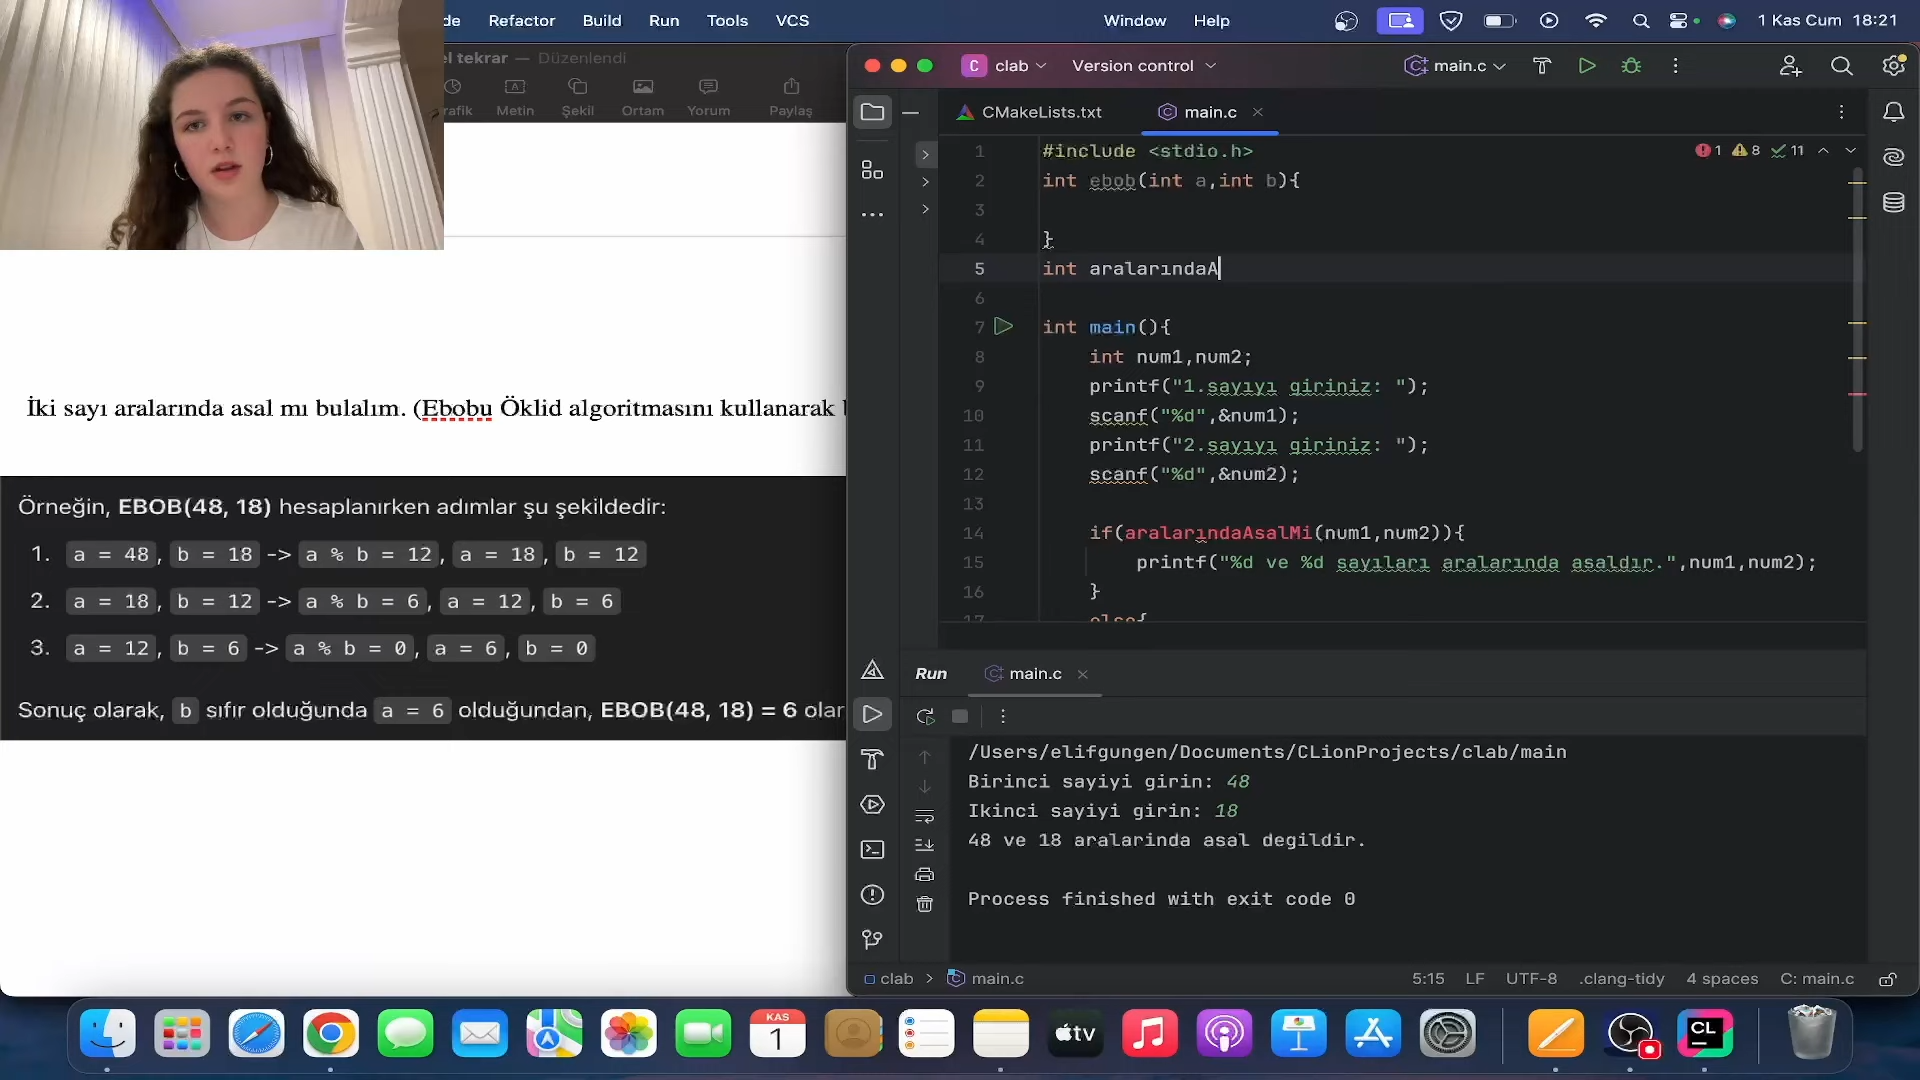 de Refactor Build Run Tools VCS Window Help 1 Kas Cum 18:21
el tekrar — Düzenlendi
afik Metin Şekil Ortam Yorum Paylaş
İki sayı aralarında asal mı bulalım. (Ebobu Öklid algoritmasını kullanarak
Örneğin, EBOB(48, 18) hesaplanırken adımlar şu şekildedir:
1. a = 48, b = 18 -> a % b = 12, a = 18, b = 12
2. a = 18, b = 12 -> a % b = 6, a = 12, b = 6
3. a = 12, b = 6 -> a % b = 0, a = 6, b = 0
Sonuç olarak, b sıfır olduğunda a = 6 olduğundan, EBOB(48, 18) = 6 olar
C clab Version control main.c
CMakeLists.txt main.c
1 8 11
1 #include <stdio.h>
2 int ebob(int a,int b){
3
4 }
5 int aralarındaA
6
7 int main(){
8 int num1,num2;
9 printf("1.sayıyı giriniz: ");
10 scanf("%d",&num1);
11 printf("2.sayıyı giriniz: ");
12 scanf("%d",&num2);
13
14 if(aralarındaAsalMi(num1,num2)){
15 printf("%d ve %d sayıları aralarında asaldır.",num1,num2);
16 }
17 else{
Run main.c
/Users/elifgungen/Documents/CLionProjects/clab/main
Birinci sayiyi girin: 48
Ikinci sayiyi girin: 18
48 ve 18 aralarinda asal degildir.
Process finished with exit code 0
clab > main.c 5:15 LF UTF-8 .clang-tidy 4 spaces C: main.c
KAS
1
tv
CL